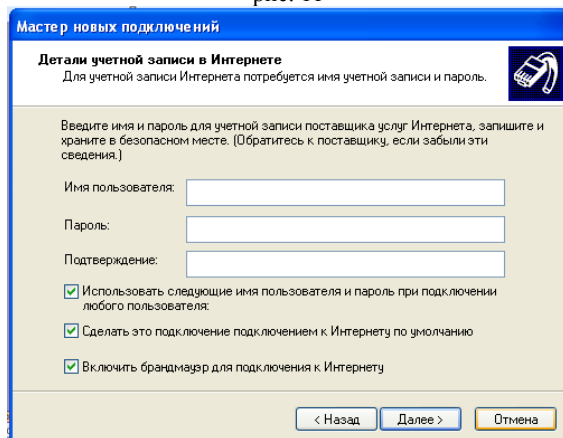 Мастер новых подключений
Детали учетной записи в Интернете
Для учетной записи Интернета потребуется имя учетной записи и пароль.
Введите имя и пароль для учетной записи поставщика услуг Интернета, запишите и
храните в безопасном месте. (Обратитесь к поставщику, если забыли эти
сведения.)
Имя пользователя:
Пароль:
Подтверждение:
Использовать следующие имя пользователя и пароль при подключении
любого пользователя:
Сделать это подключение подключением к Интернету по умолчанию
Включить брандмауэр для подключения к Интернету
< Назад
Далее >
Отмена